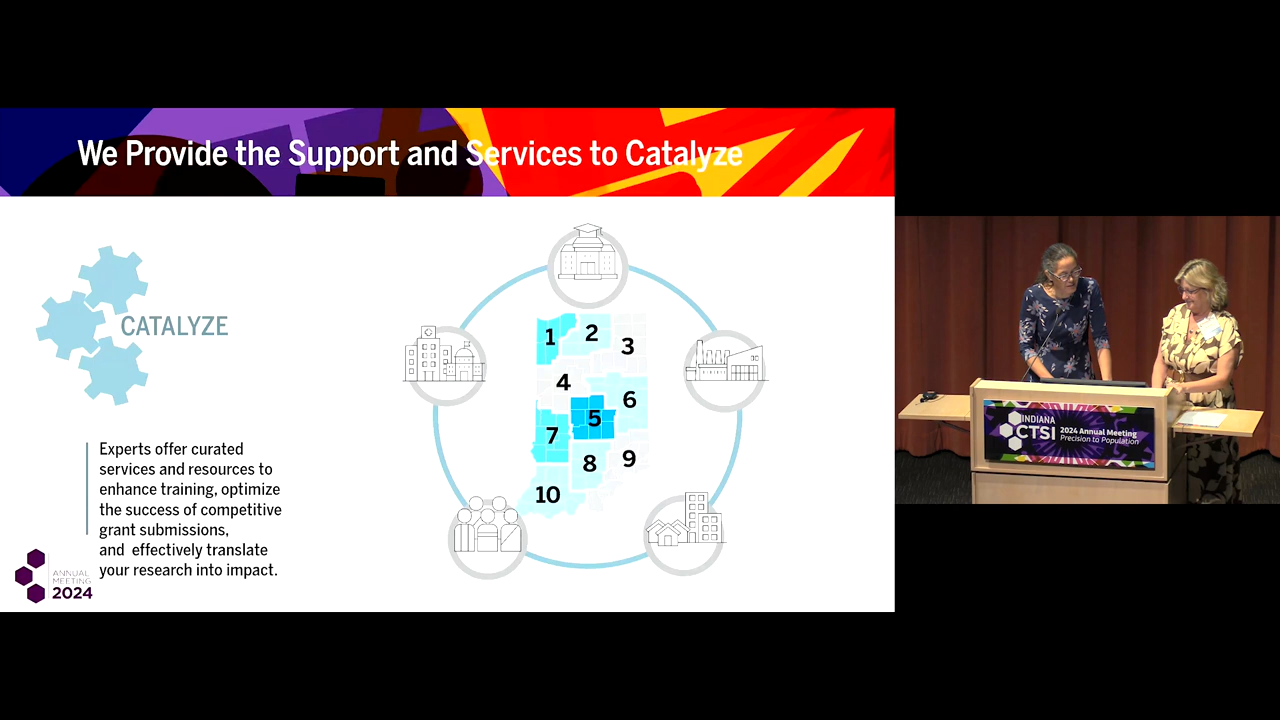 We Provide the Support and Services to Catalyze
CATALYZE
Experts offer curated
services and resources to
enhance training, optimize
the success of competitive
grant submissions,
and effectively translate
your research into impact.
ANNUAL
MEETING
2024
1
2
3
4
5
6
7
8
9
10
INDIANA
CTSI
2024 Annual Meeting
Precision to Population